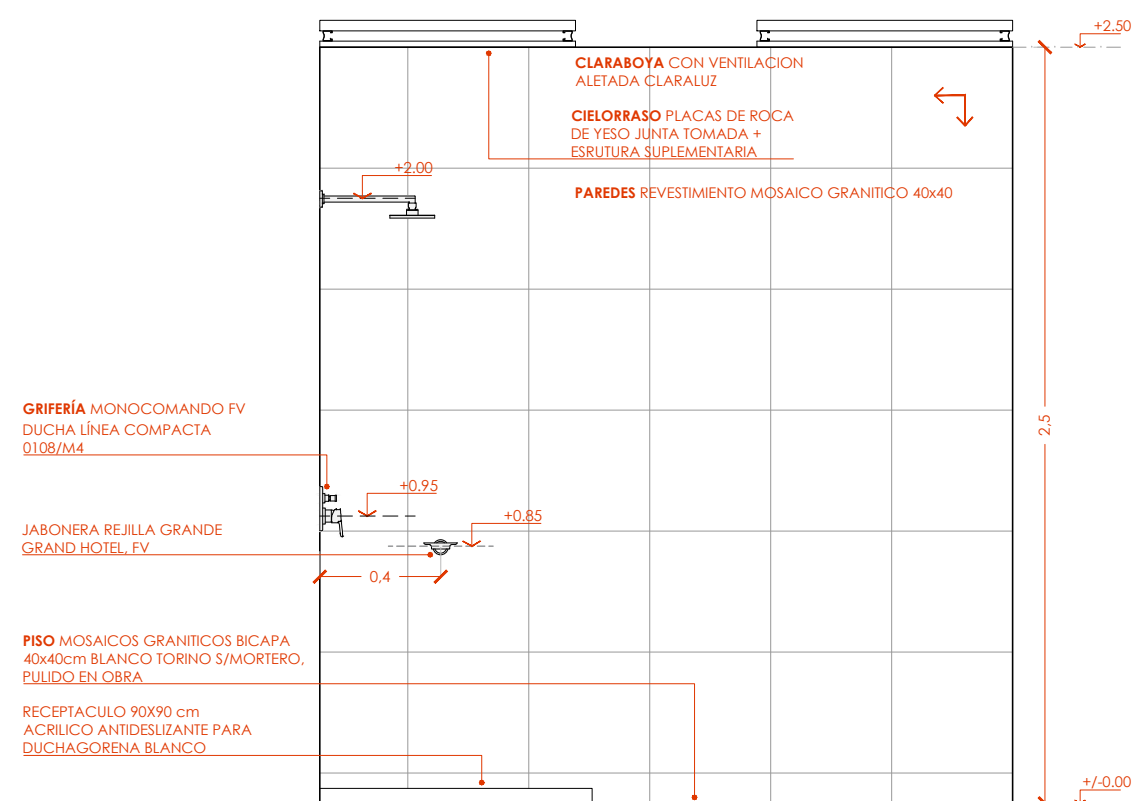 +2.50
CLARABOYA CON VENTILACION
ALETADA CLARALUZ
CIELORRASO PLACAS DE ROCA
DE YESO JUNTA TOMADA +
ESRUTURA SUPLEMENTARIA
+2.00
PAREDES REVESTIMIENTO MOSAICO GRANITICO 40x40
2,5
GRIFERÍA MONOCOMANDO FV
DUCHA LÍNEA COMPACTA
0108/M4
+0.95
+0.85
JABONERA REJILLA GRANDE
GRAND HOTEL, FV
0,4
PISO MOSAICOS GRANITICOS BICAPA
40x40cm BLANCO TORINO S/MORTERO,
PULIDO EN OBRA
RECEPTACULO 90X90 cm
ACRILICO ANTIDESLIZANTE PARA
DUCHAGORENA BLANCO
+/-0.00